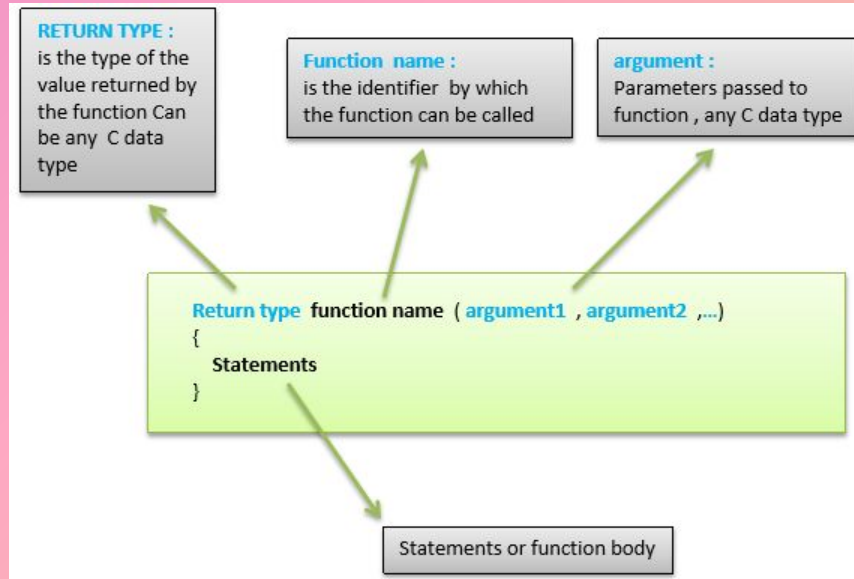 RETURN TYPE :
is the type of the
value returned by
the function Can
be any C data
type
Function name :
is the identifier by which
the function can be called
argument :
Parameters passed to
function , any C data type
Return type function name ( argument1 , argument2 ,...)
{
Statements
}
Statements or function body